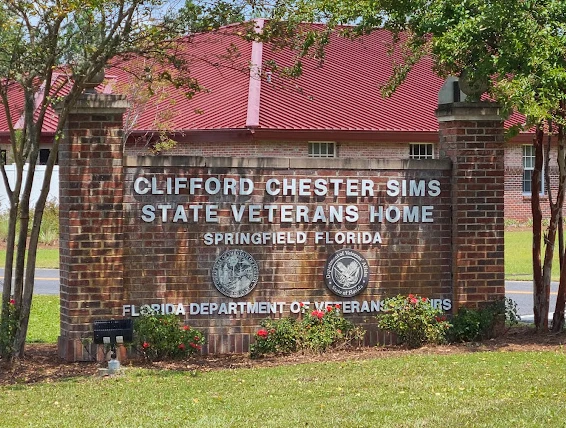 CLIFFORD CHESTER SIMS
STATE VETERANS HOME
SPRINGFIELD FLORIDA
FLORIDA DEPARTMENT OF VETERANS AFFAIRS